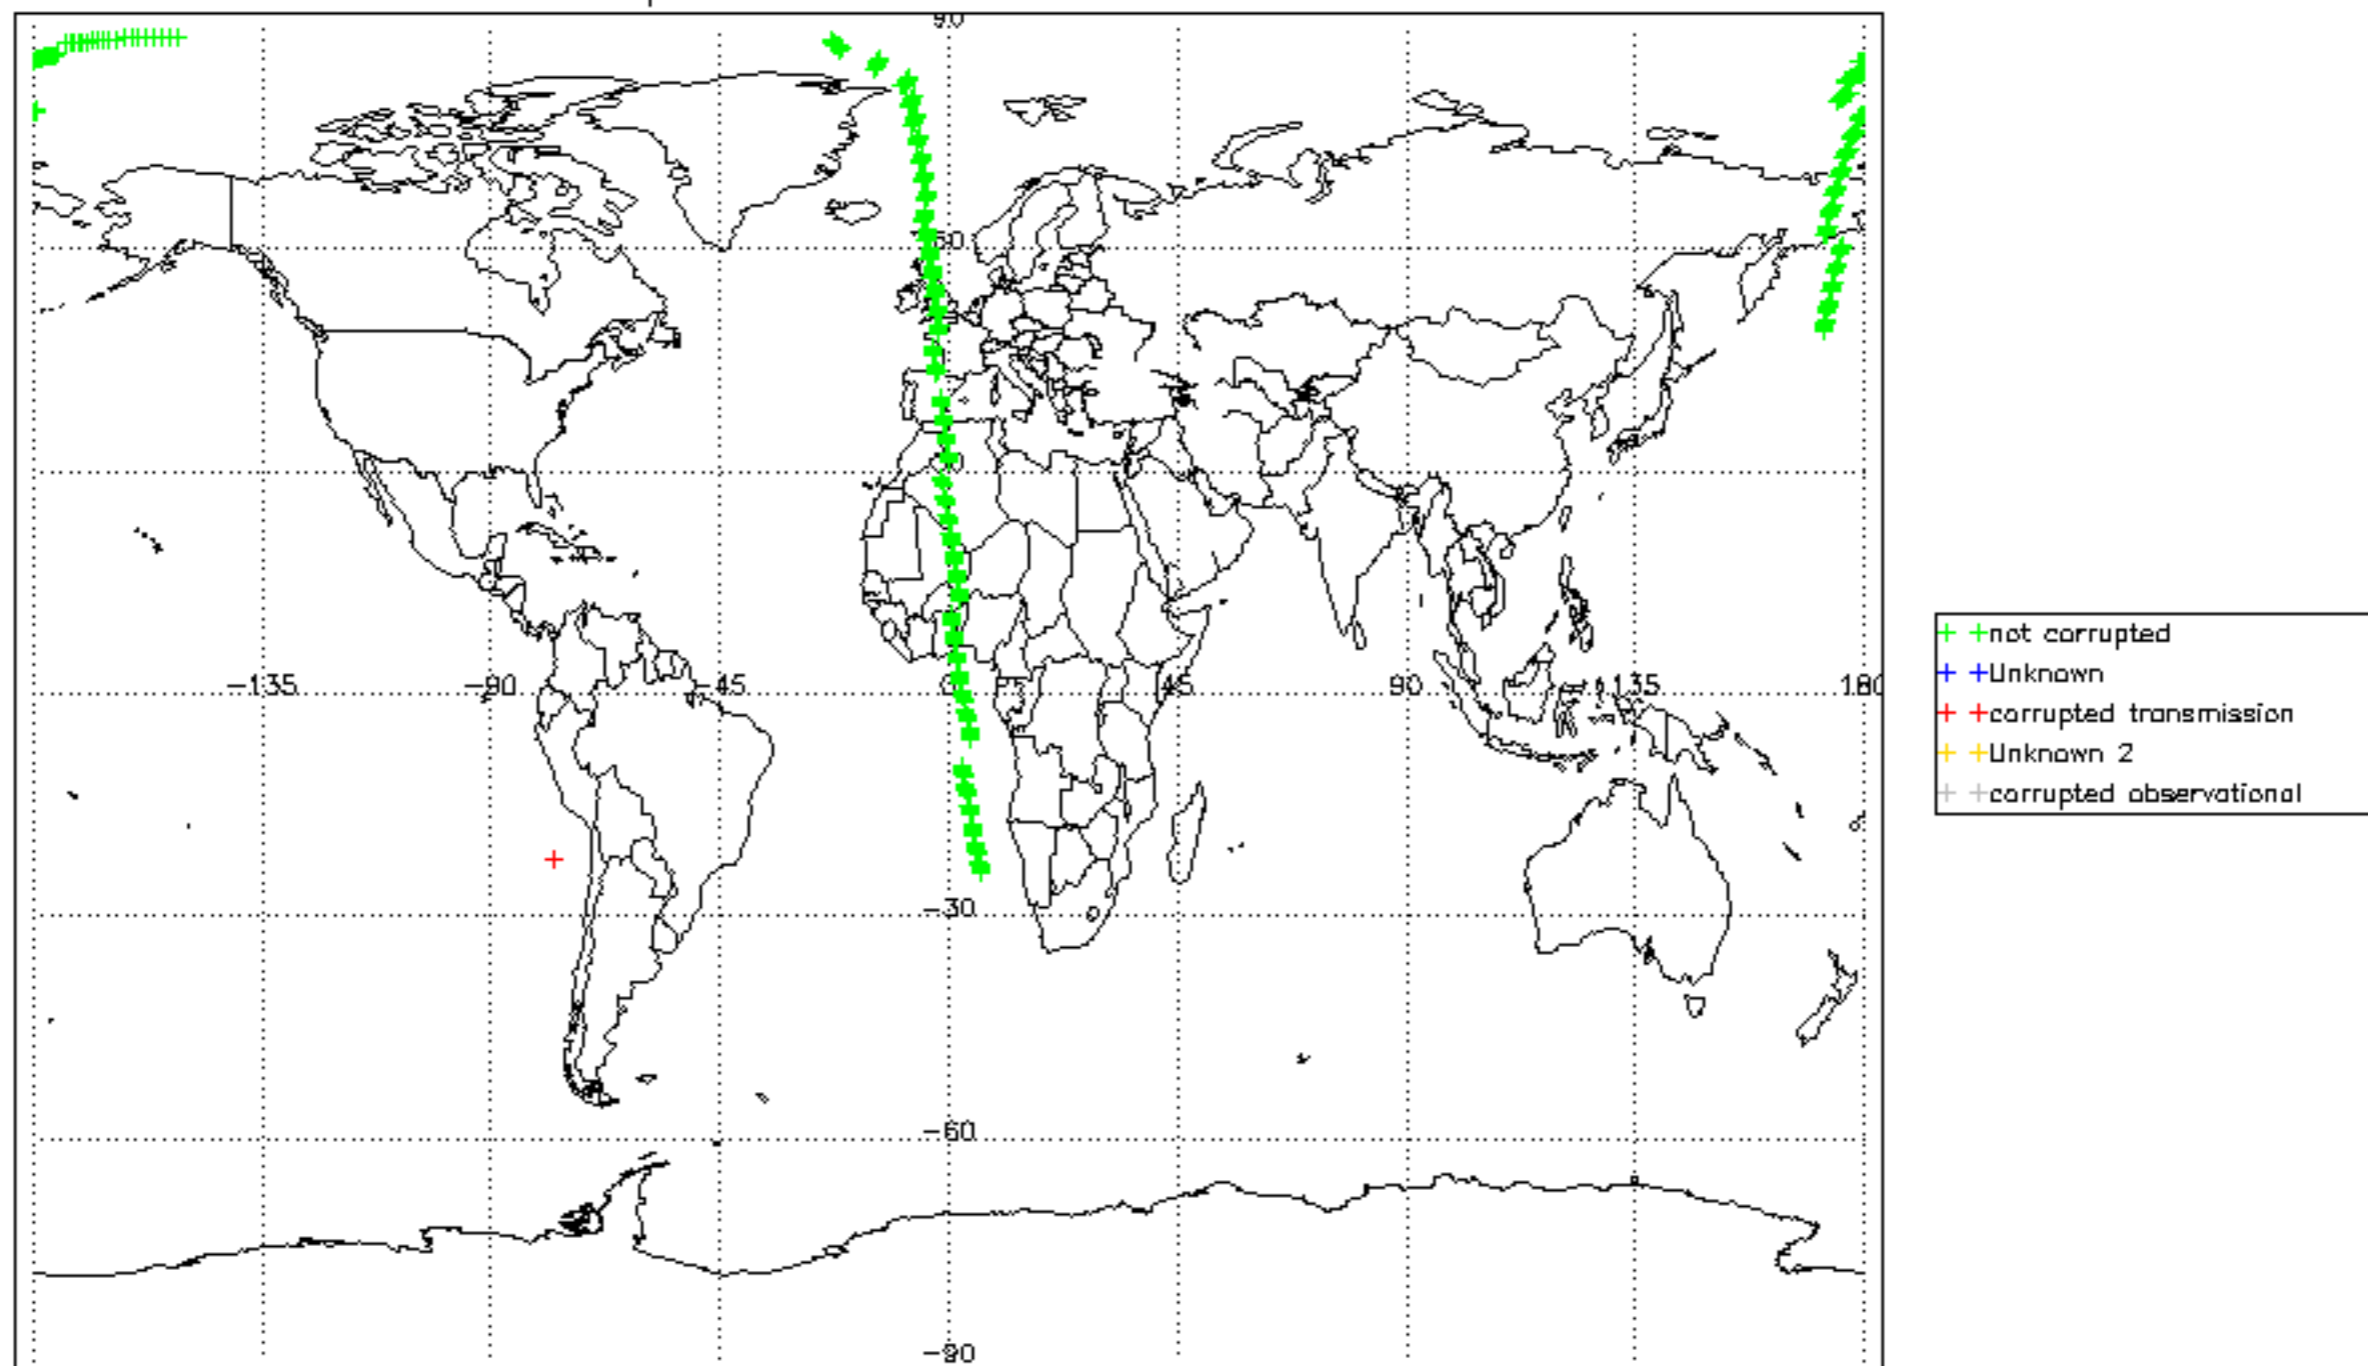 90
60
30
-135 -90 -45 0 45 90 135 180
-30
-60
-90
+ +not corrupted
+ +Unknown
+ +corrupted transmission
+ +Unknown 2
+ +corrupted observational